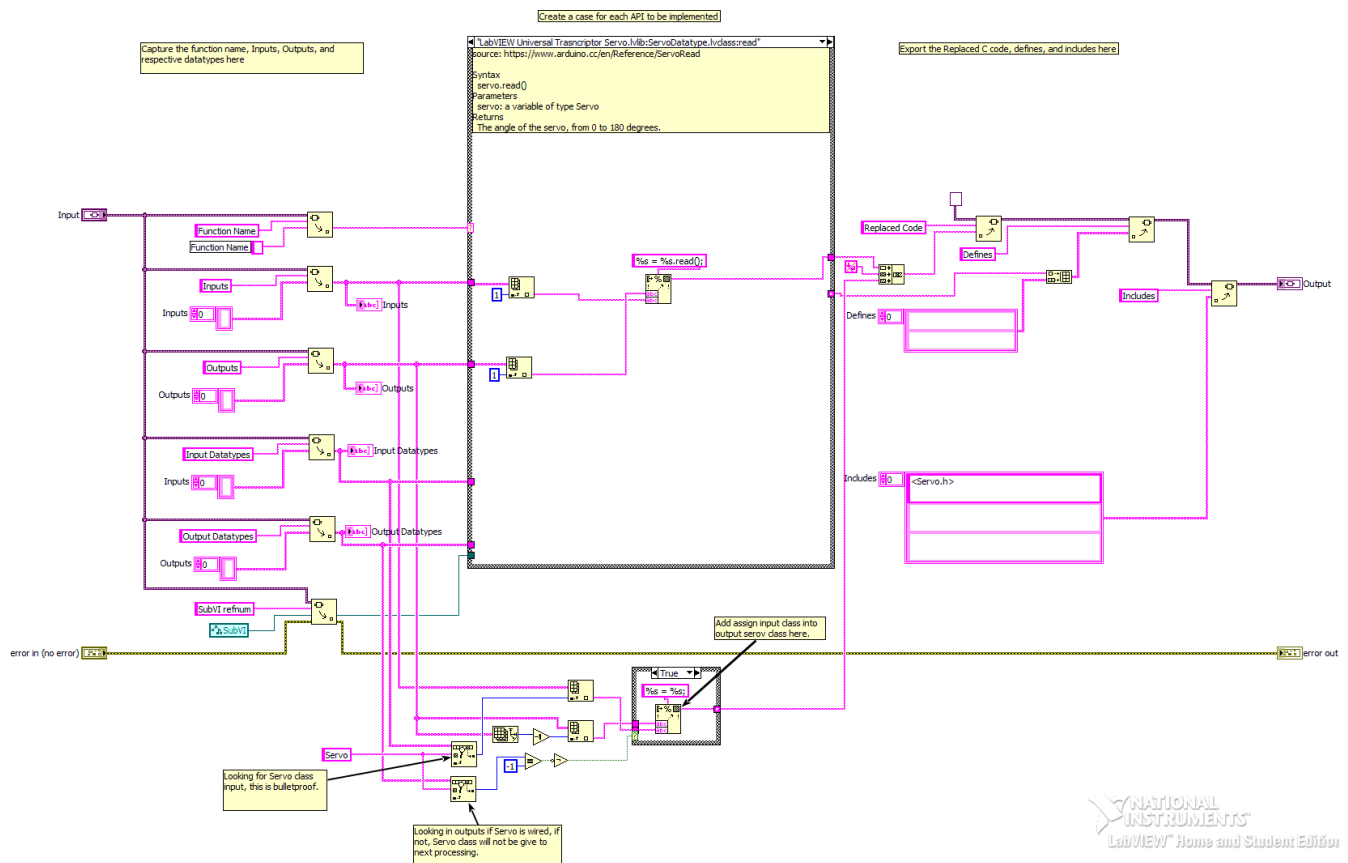 Create a case for each API to be implemented
Capture the function name, Inputs, Outputs, and
respective datatypes here
"LabVIEW Universal Trasncriptor Servo.lvlib:ServoDatatype.lvclass:read"
Export the Replaced C code, defines, and includes here
source: https://www.arduino.cc/en/Reference/ServoRead
Syntax
servo.read()
Parameters
servo: a variable of type Servo
Returns
The angle of the servo, from 0 to 180 degrees.
Input
Function Name
Function Name
Replaced Code
Defines
%s = %s.read();
Inputs
1
Inputs
Inputs
0
Includes
Output
Defines
0
Outputs
1
Outputs
Outputs
0
Input Datatypes
Input Datatypes
Inputs
0
Includes
0
<Servo.h>
Output Datatypes
Output Datatypes
Outputs
0
SubVI refnum
SubVI
Add assign input class into
output serov class here.
error in (no error)
error out
True
%s = %s;
Servo
-1
Looking for Servo class
input, this is bulletproof.
Looking in outputs if Servo is wired, if
not, Servo class will not be give to
next processing.
NATIONAL
INSTRUMENTS
LabVIEW™ Home and Student Edition